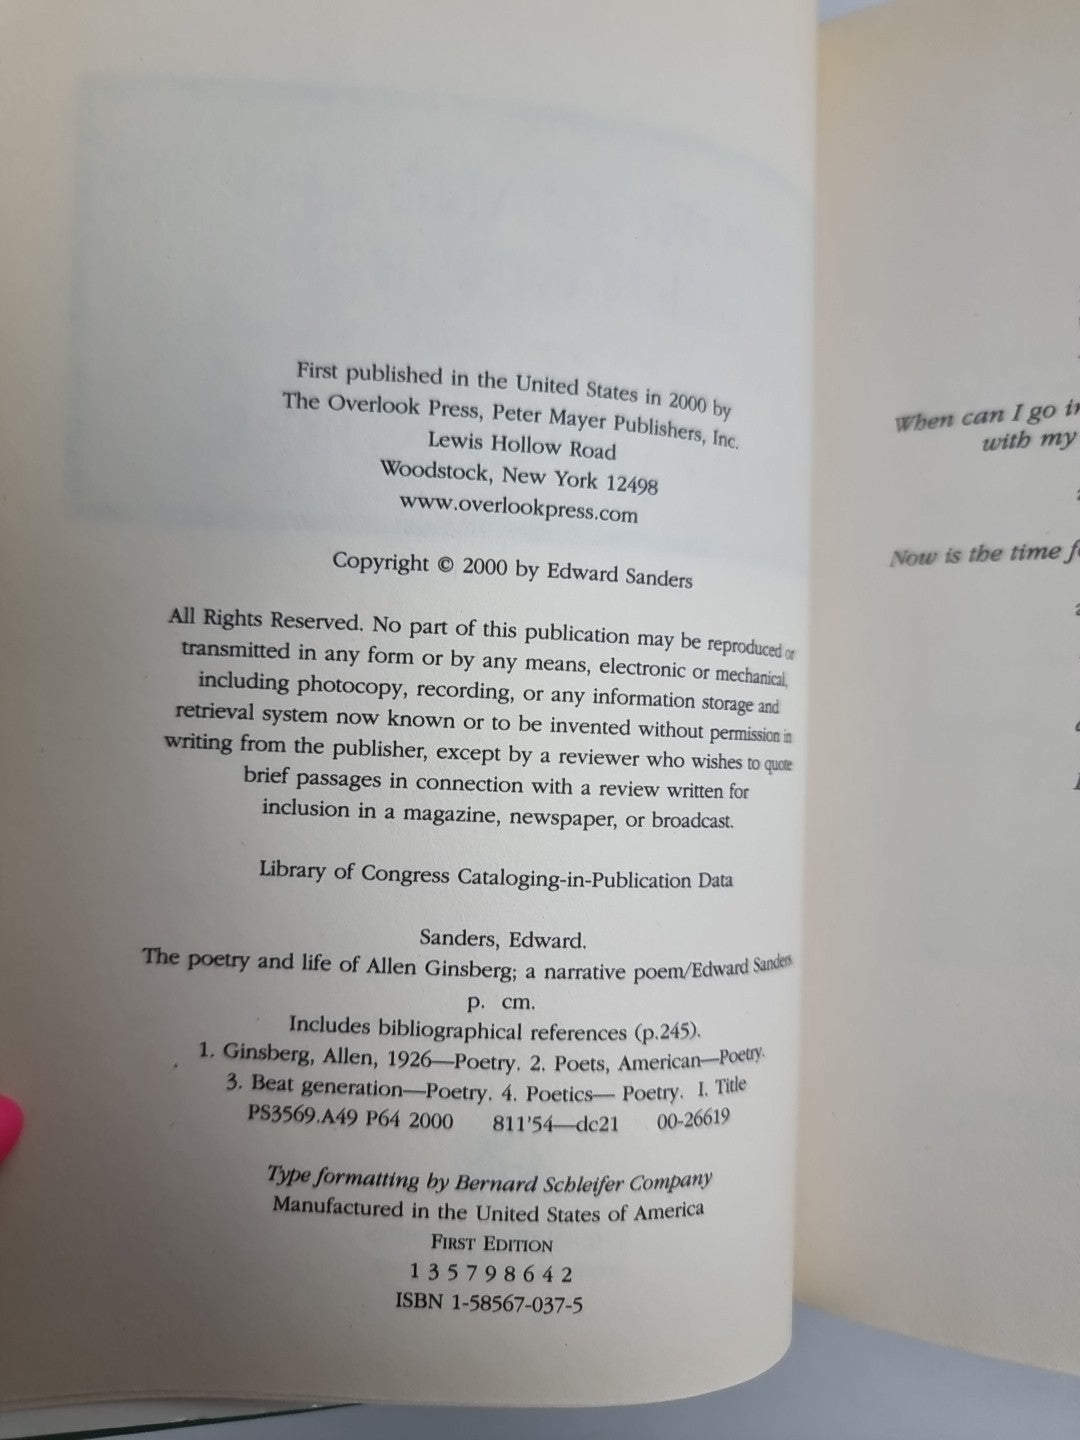 First published in the United States in 2000 by
The Overlook Press, Peter Mayer Publishers, Inc.
Lewis Hollow Road
Woodstock, New York 12498
www.overlookpress.com
Copyright © 2000 by Edward Sanders
All Rights Reserved. No part of this publication may be reproduced or
transmitted in any form or by any means, electronic or mechanical,
including photocopy, recording, or any information storage and
retrieval system now known or to be invented without permission in
writing from the publisher, except by a reviewer who wishes to quote
brief passages in connection with a review written for
inclusion in a magazine, newspaper, or broadcast.
Library of Congress Cataloging-in-Publication Data
Sanders, Edward.
The poetry and life of Allen Ginsberg; a narrative poem/Edward Sanders
p. cm.
Includes bibliographical references (p.245).
1. Ginsberg, Allen, 1926—Poetry. 2. Poets, American—Poetry.
3. Beat generation—Poetry. 4. Poetics— Poetry. I. Title
PS3569.A49 P64 2000 811'54—dc21 00-26619
Type formatting by Bernard Schleifer Company
Manufactured in the United States of America
FIRST EDITION
1 3 5 7 9 8 6 4 2
ISBN 1-58567-037-5
When can I go
with my
Now is the time